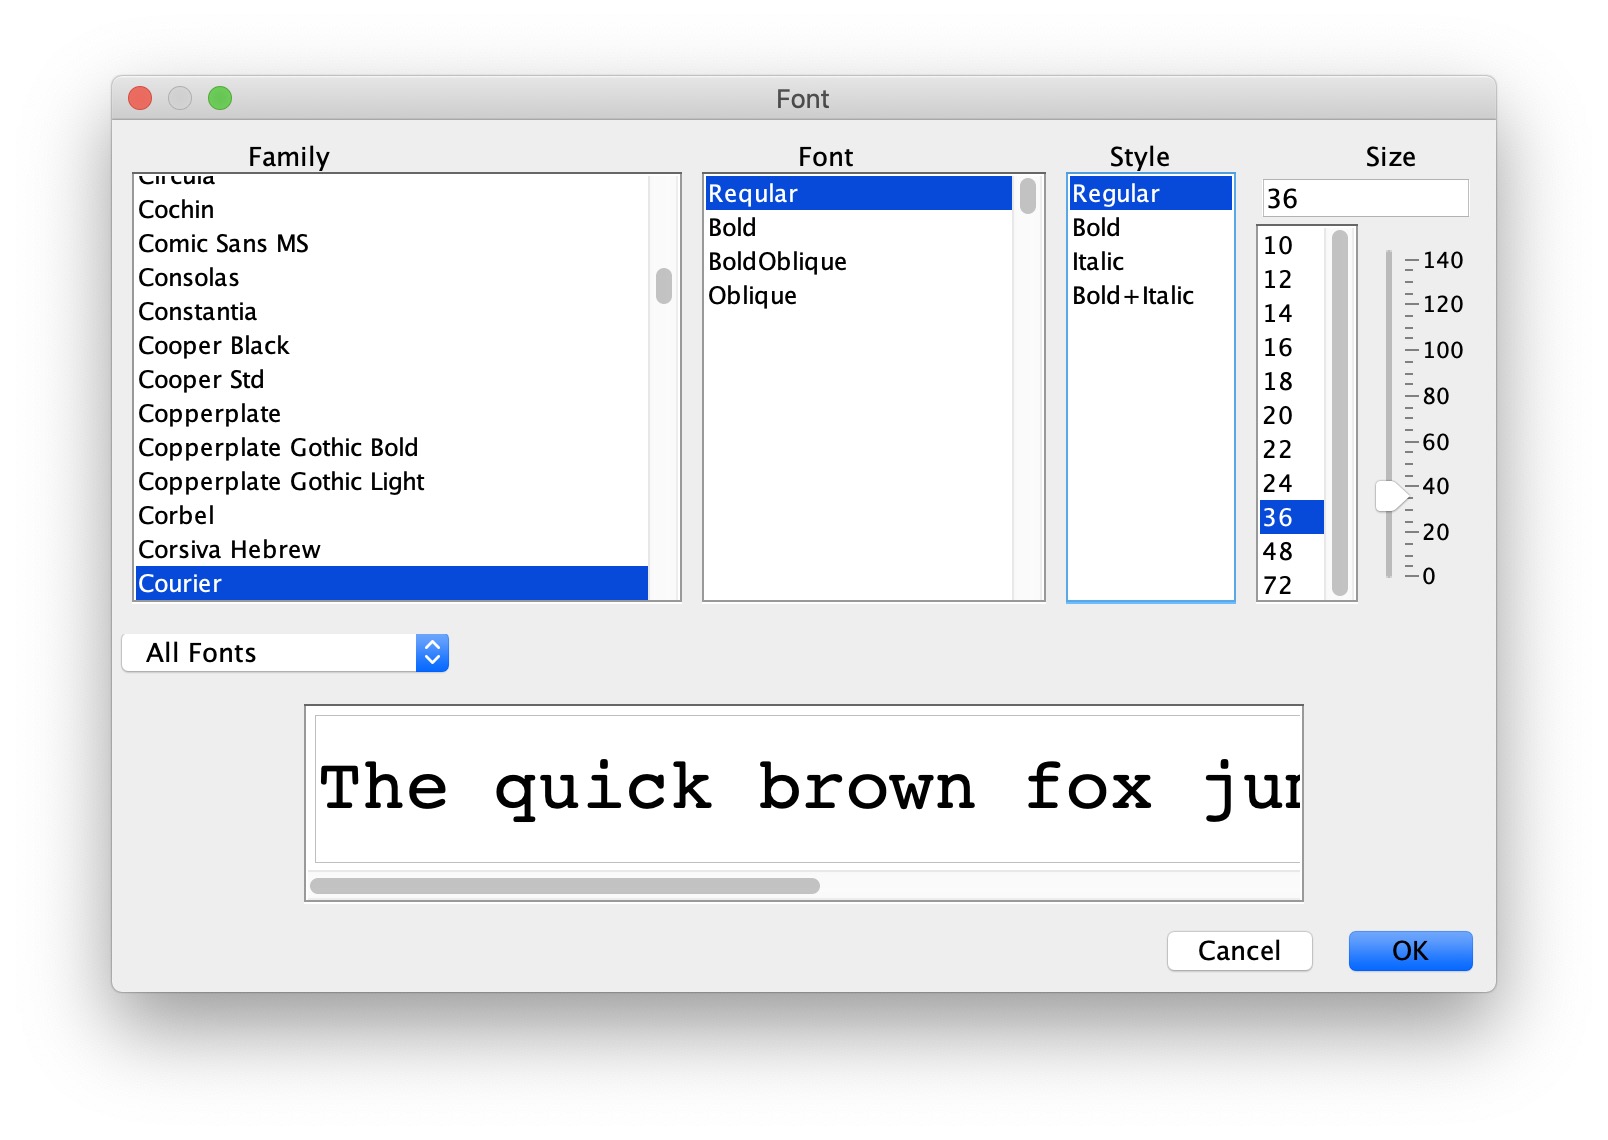 Font
Family
Circula
Cochin
Comic Sans MS
Consolas
Constantia
Cooper Black
Cooper Std
Copperplate
Copperplate Gothic Bold
Copperplate Gothic Light
Corbel
Corsiva Hebrew
Courier
Font
Regular
Bold
BoldOblique
Oblique
Style
Regular
Bold
Italic
Bold+Italic
Size
36
10
12
14
16
18
20
22
24
36
48
72
140
120
100
80
60
40
20
0
All Fonts
The quick brown fox jum
Cancel
OK